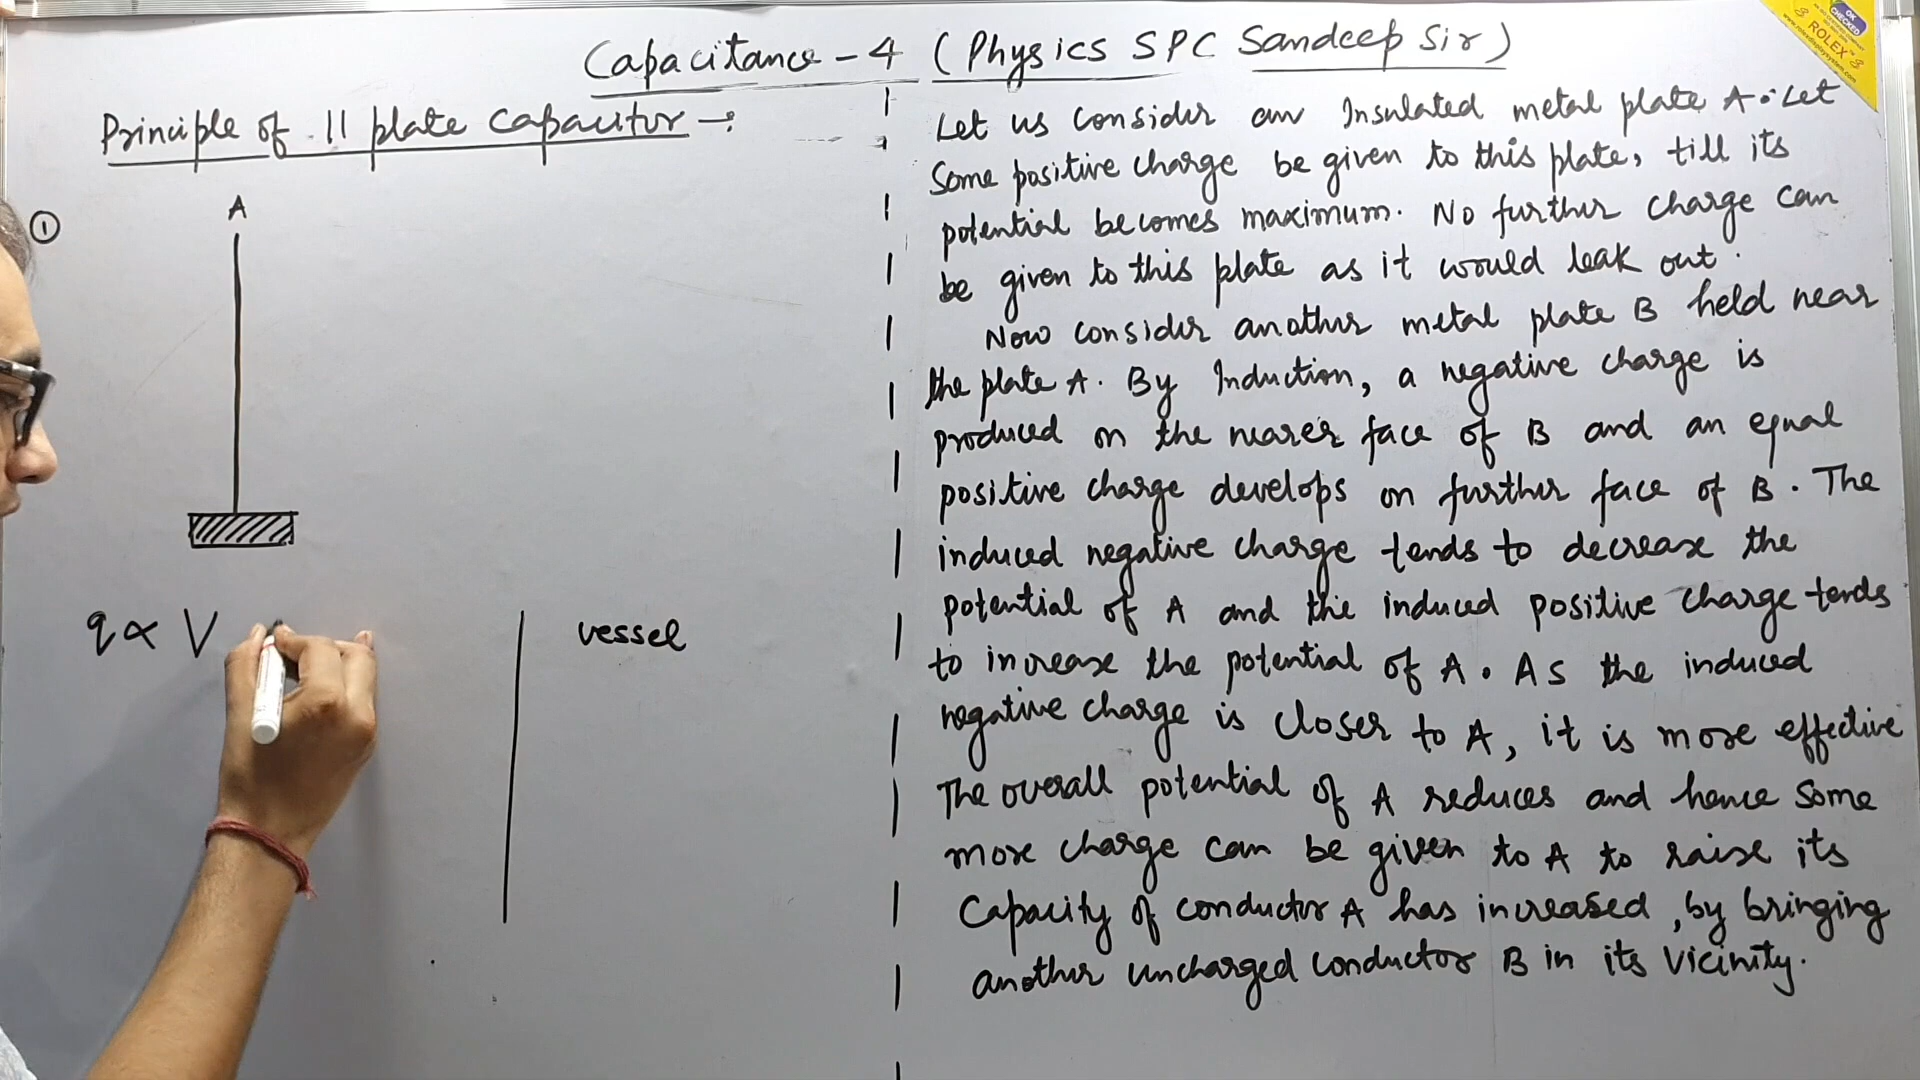 Capacitance - 4 (Physics SPC Sandeep Sir)
Principle of || plate capacitor →:
①
A
q ∝ V
vessel
Let us consider an Insulated metal plate A. Let
Some positive charge be given to this plate, till its
potential becomes maximum. No further charge can
be given to this plate as it would leak out.
Now consider another metal plate B held near
the plate A. By Induction, a negative charge is
produced on the nearer face of B and an equal
positive charge develops on further face of B. The
induced negative charge tends to decrease the
potential of A and the induced positive charge tends
to increase the potential of A. As the induced
negative charge is closer to A, it is more effective
The overall potential of A reduces and hence some
more charge can be given to A to raise its
Capacity of conductor A has increased, by bringing
another uncharged conductor B in its vicinity.
OK
CHECKED
ROLEX